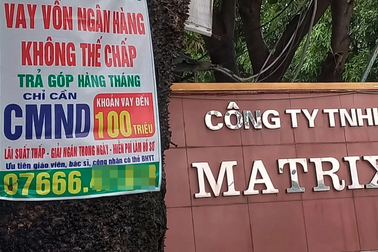 VAY VỐN NGÂN HÀNG
KHÔNG THẾ CHẤP
TRẢ GÓP HÀNG THÁNG
CHỈ CẦN
CMND
KHOẢN VAY ĐẾN
100 TRIỆU
LÃI SUẤT THẤP - GIẢI NGÂN TRONG NGÀY - MIỄN PHÍ LÀM HỒ SƠ
Ưu tiên giáo viên, bác sĩ, công nhân có thẻ BHYT
07666.
CÔNG TY TNHH
MATRIX